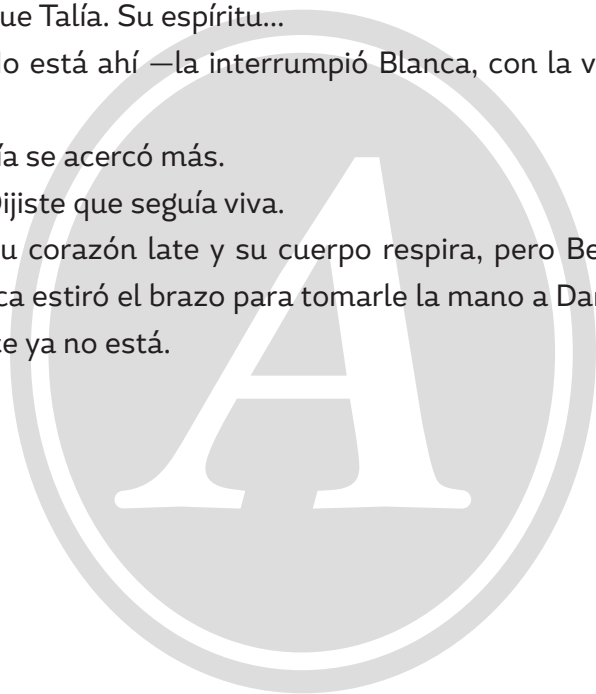 ue Talía. Su espíritu...
o está ahí —la interrumpió Blanca, con la v
ía se acercó más.
Dijiste que seguía viva.
u corazón late y su cuerpo respira, pero Be
ca estiró el brazo para tomarle la mano a Da
te ya no está.
A